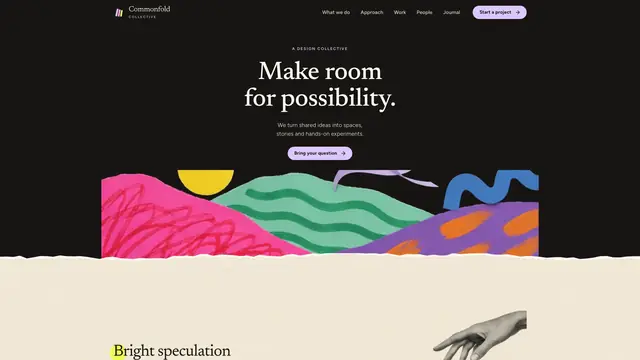 Commonfold
COLLECTIVE
What we do
Approach
Work
People
Journal
Start a project
A DESIGN COLLECTIVE
Make room
for possibility.
We turn shared ideas into spaces,
stories and hands-on experiments.
Bring your question
Bright speculation